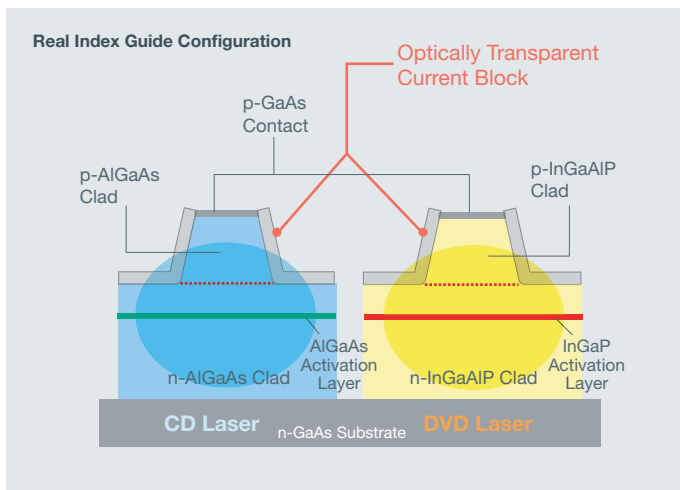 Real Index Guide Configuration
Optically Transparent
Current Block
p-GaAs
Contact
p-AlGaAs
Clad
p-InGaAlP
Clad
AlGaAs
Activation
Layer
n-AlGaAs Clad
InGaP
Activation
Layer
n-InGaAlP Clad
CD Laser
n-GaAs Substrate
DVD Laser